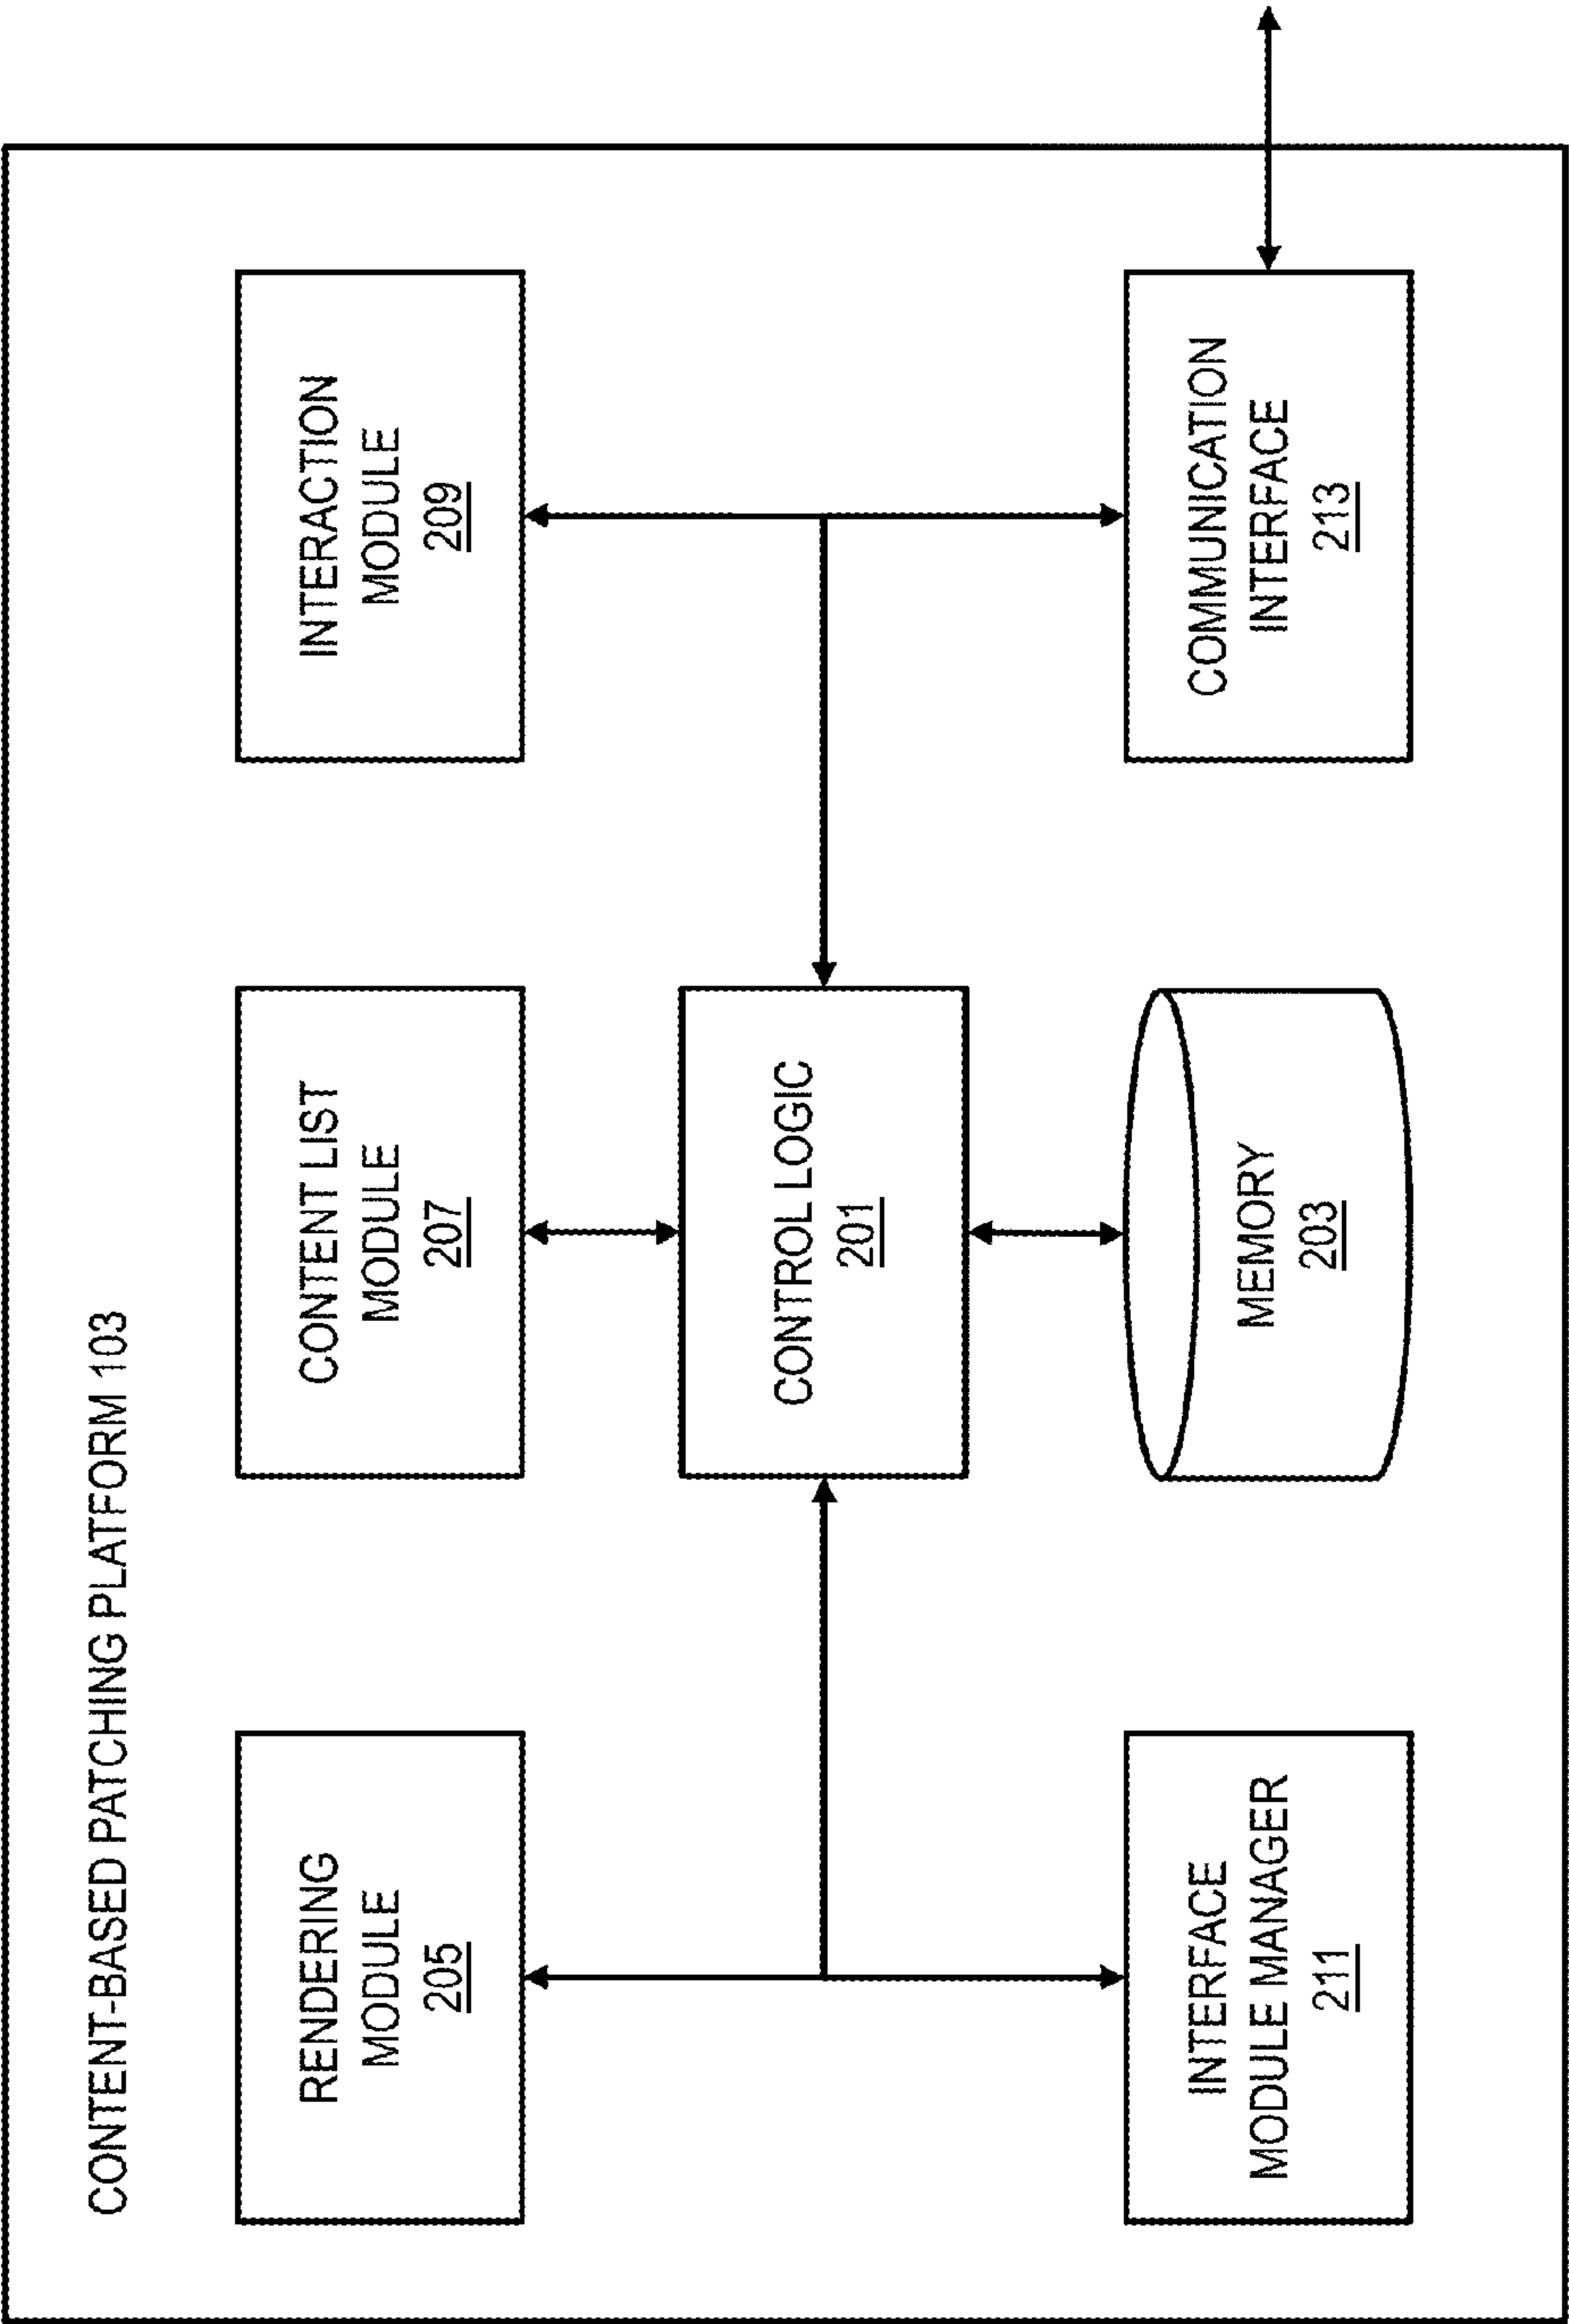 CONTENT-BASED PATCHING PLATFORM 103
RENDERING
MODULE
205
CONTENT LIST
MODULE
207
INTERACTION
MODULE
209
CONTROL LOGIC
201
INTERFACE
MODULE MANAGER
211
MEMORY
203
COMMUNICATION
INTERFACE
213